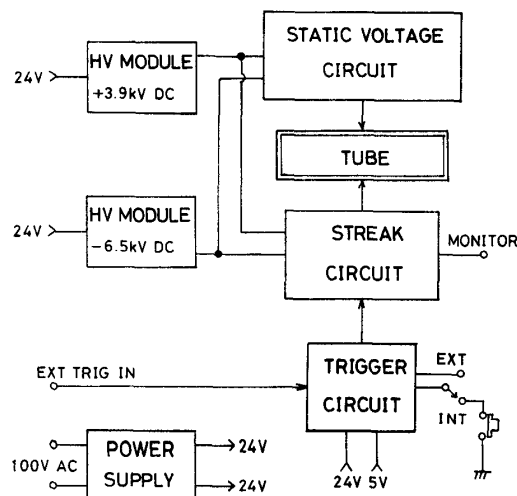 STATIC VOLTAGE
CIRCUIT
HV MODULE
+3.9kV DC
24V
TUBE
HV MODULE
-6.5kV DC
24V
STREAK
CIRCUIT
MONITOR
EXT TRIG IN
TRIGGER
CIRCUIT
EXT
INT
24V 5V
100V AC
POWER
SUPPLY
24V
24V